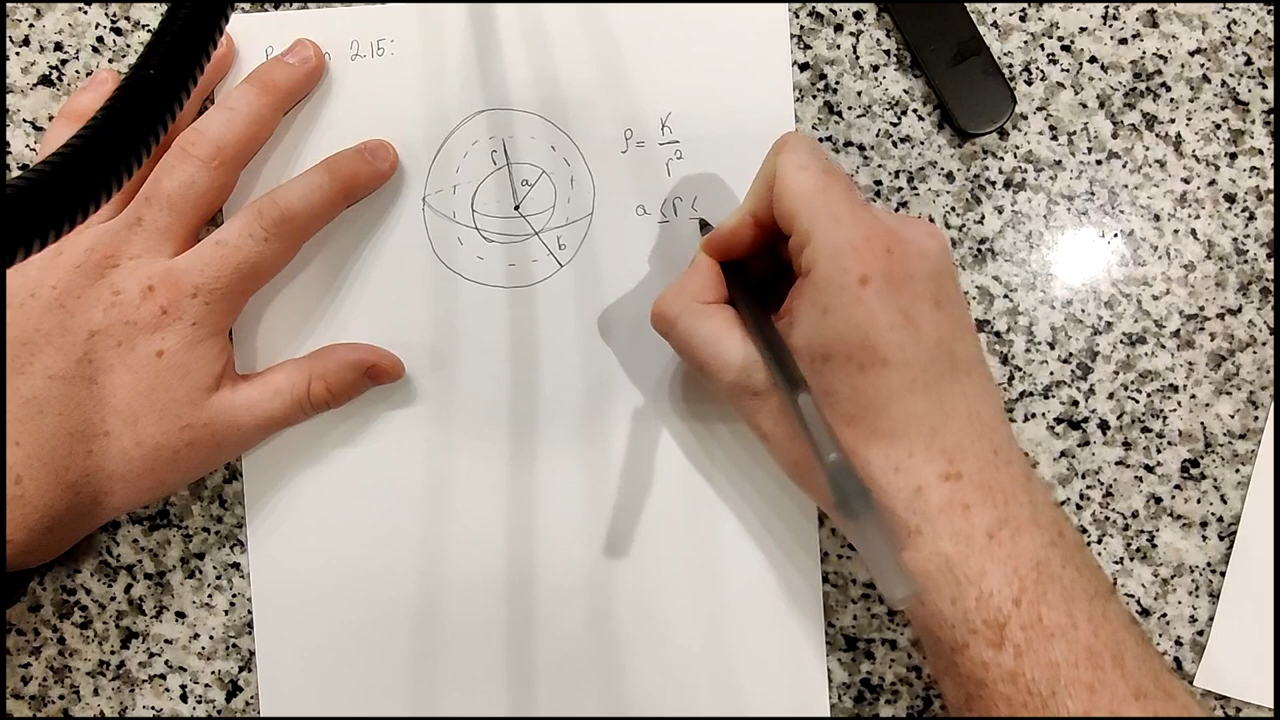 2.15:
r
a
b
ρ = K/r²
a ≤ r ≤